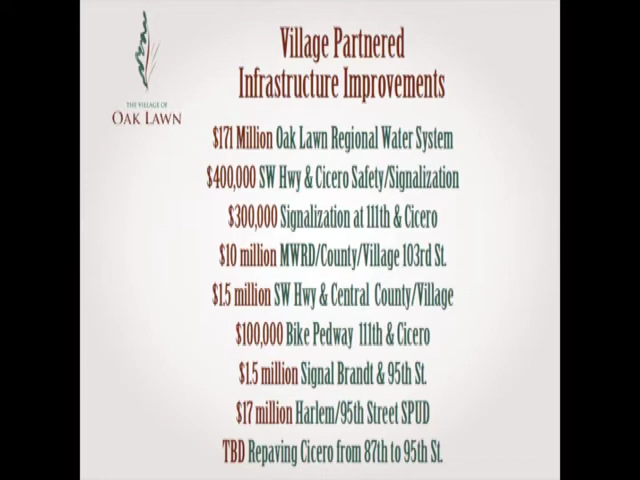 Village Partnered
Infrastructure Improvements
THE VILLAGE OF
OAK LAWN
$171 Million Oak Lawn Regional Water System
$400,000 SW Hwy & Cicero Safety/Signalization
$300,000 Signalization at 111th & Cicero
$10 million MWRD/County/Village 103rd St.
$1.5 million SW Hwy & Central County/Village
$100,000 Bike Pedway 111th & Cicero
$1.5 million Signal Brandt & 95th St.
$17 million Harlem/95th Street SPUD
TBD Repaving Cicero from 87th to 95th St.